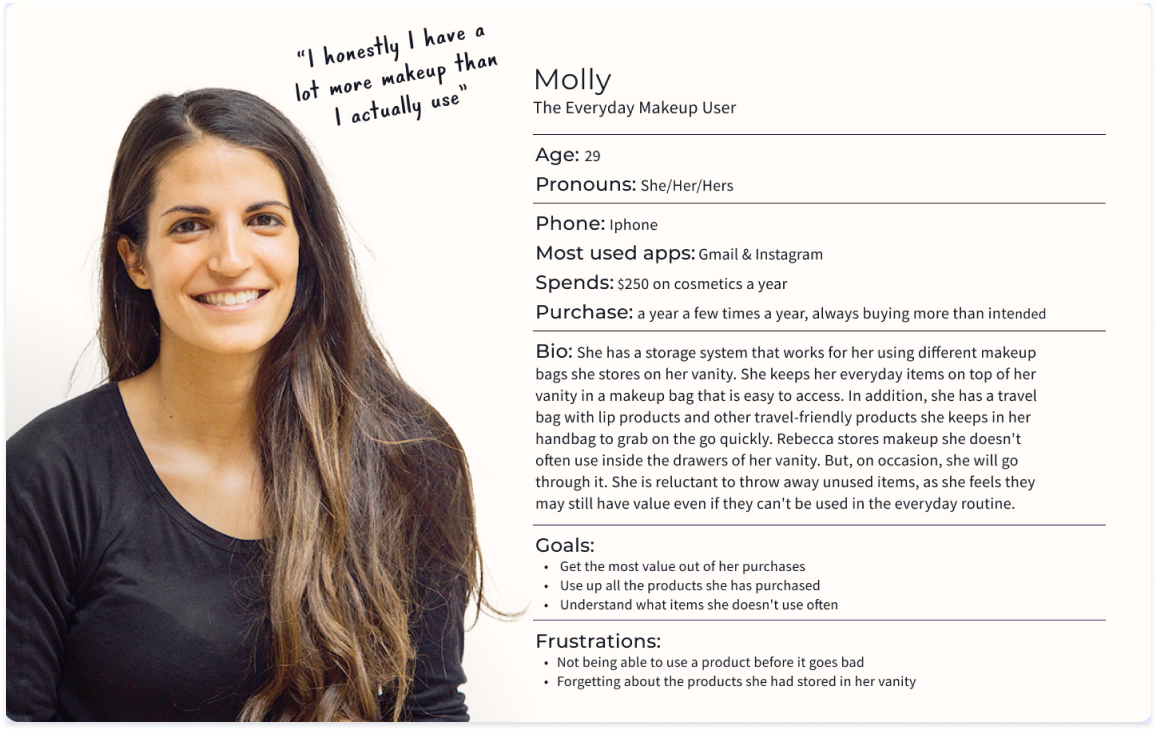 “I honestly I have a
lot more makeup than
I actually use”
Molly
The Everyday Makeup User
Age: 29
Pronouns: She/Her/Hers
Phone: Iphone
Most used apps: Gmail & Instagram
Spends: $250 on cosmetics a year
Purchase: a year a few times a year, always buying more than intended
Bio: She has a storage system that works for her using different makeup
bags she stores on her vanity. She keeps her everyday items on top of her
vanity in a makeup bag that is easy to access. In addition, she has a travel
bag with lip products and other travel-friendly products she keeps in her
handbag to grab on the go quickly. Rebecca stores makeup she doesn't
often use inside the drawers of her vanity. But, on occasion, she will go
through it. She is reluctant to throw away unused items, as she feels they
may still have value even if they can't be used in the everyday routine.
Goals:
• Get the most value out of her purchases
• Use up all the products she has purchased
• Understand what items she doesn't use often
Frustrations:
• Not being able to use a product before it goes bad
• Forgetting about the products she had stored in her vanity